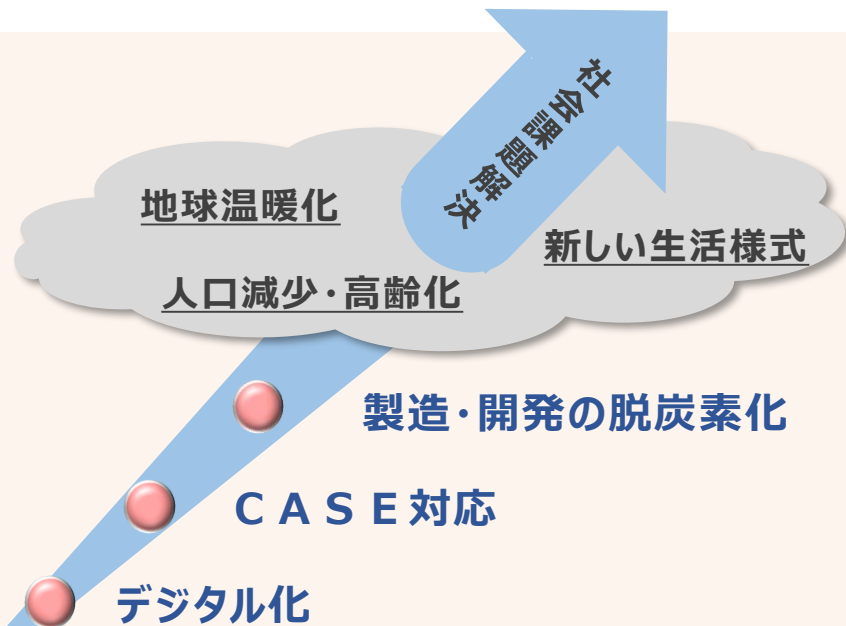 社会課題解決
地球温暖化
新しい生活様式
人口減少・高齢化
製造・開発の脱炭素化
ＣＡＳＥ対応
デジタル化